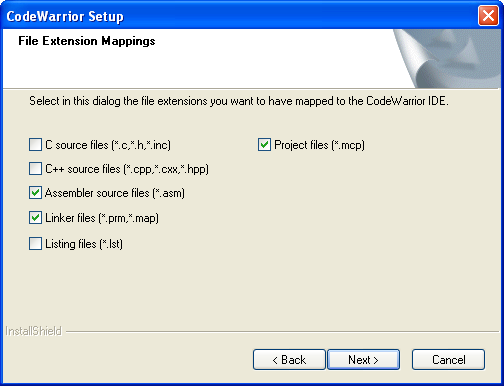 CodeWarrior Setup
File Extension Mappings
Select in this dialog the file extensions you want to have mapped to the CodeWarrior IDE.
C source files (*.c,*.h,*.inc)
Project files (*.mcp)
C++ source files (*.cpp,*.cxx,*.hpp)
Assembler source files (*.asm)
Linker files (*.prm,*.map)
Listing files (*.lst)
InstallShield
< Back
Next >
Cancel